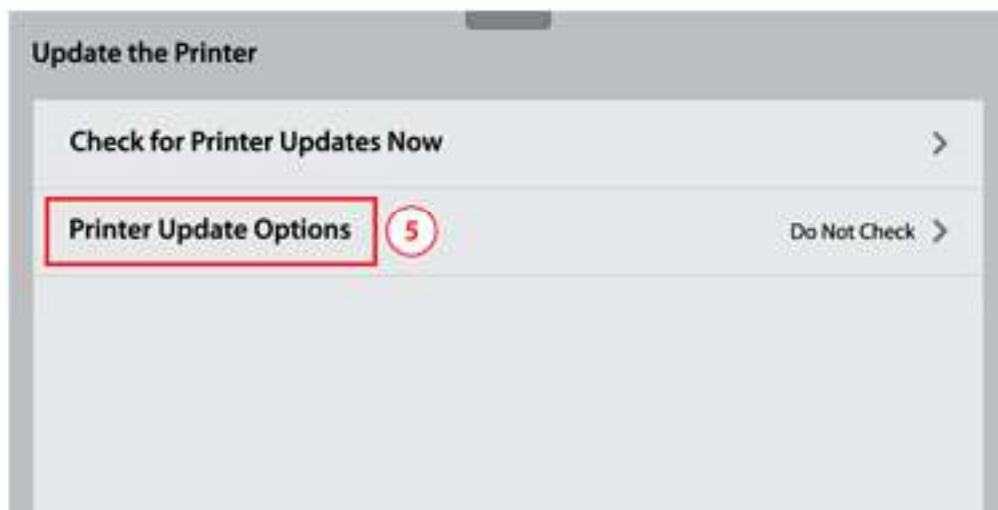 Update the Printer
Check for Printer Updates Now
Printer Update Options 5 Do Not Check